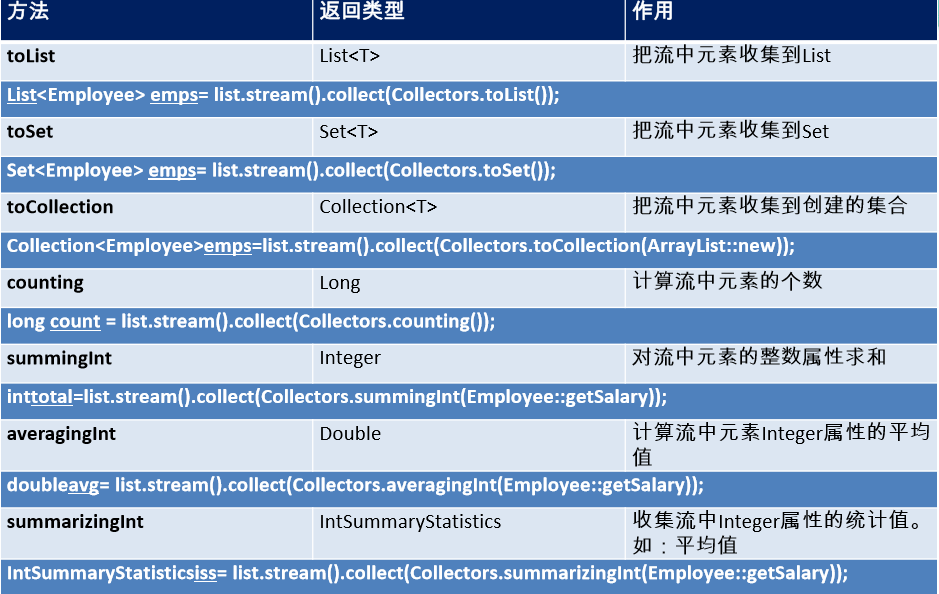 方法 返回类型 作用
toList List<T> 把流中元素收集到List
List<Employee> emps= list.stream().collect(Collectors.toList());
toSet Set<T> 把流中元素收集到Set
Set<Employee> emps= list.stream().collect(Collectors.toSet());
toCollection Collection<T> 把流中元素收集到创建的集合
Collection<Employee>emps=list.stream().collect(Collectors.toCollection(ArrayList::new));
counting Long 计算流中元素的个数
long count = list.stream().collect(Collectors.counting());
summingInt Integer 对流中元素的整数属性求和
inttotal=list.stream().collect(Collectors.summingInt(Employee::getSalary));
averagingInt Double 计算流中元素Integer属性的平均
值
doubleavg= list.stream().collect(Collectors.averagingInt(Employee::getSalary));
summarizingInt IntSummaryStatistics 收集流中Integer属性的统计值。
如：平均值
IntSummaryStatisticsiss= list.stream().collect(Collectors.summarizingInt(Employee::getSalary));